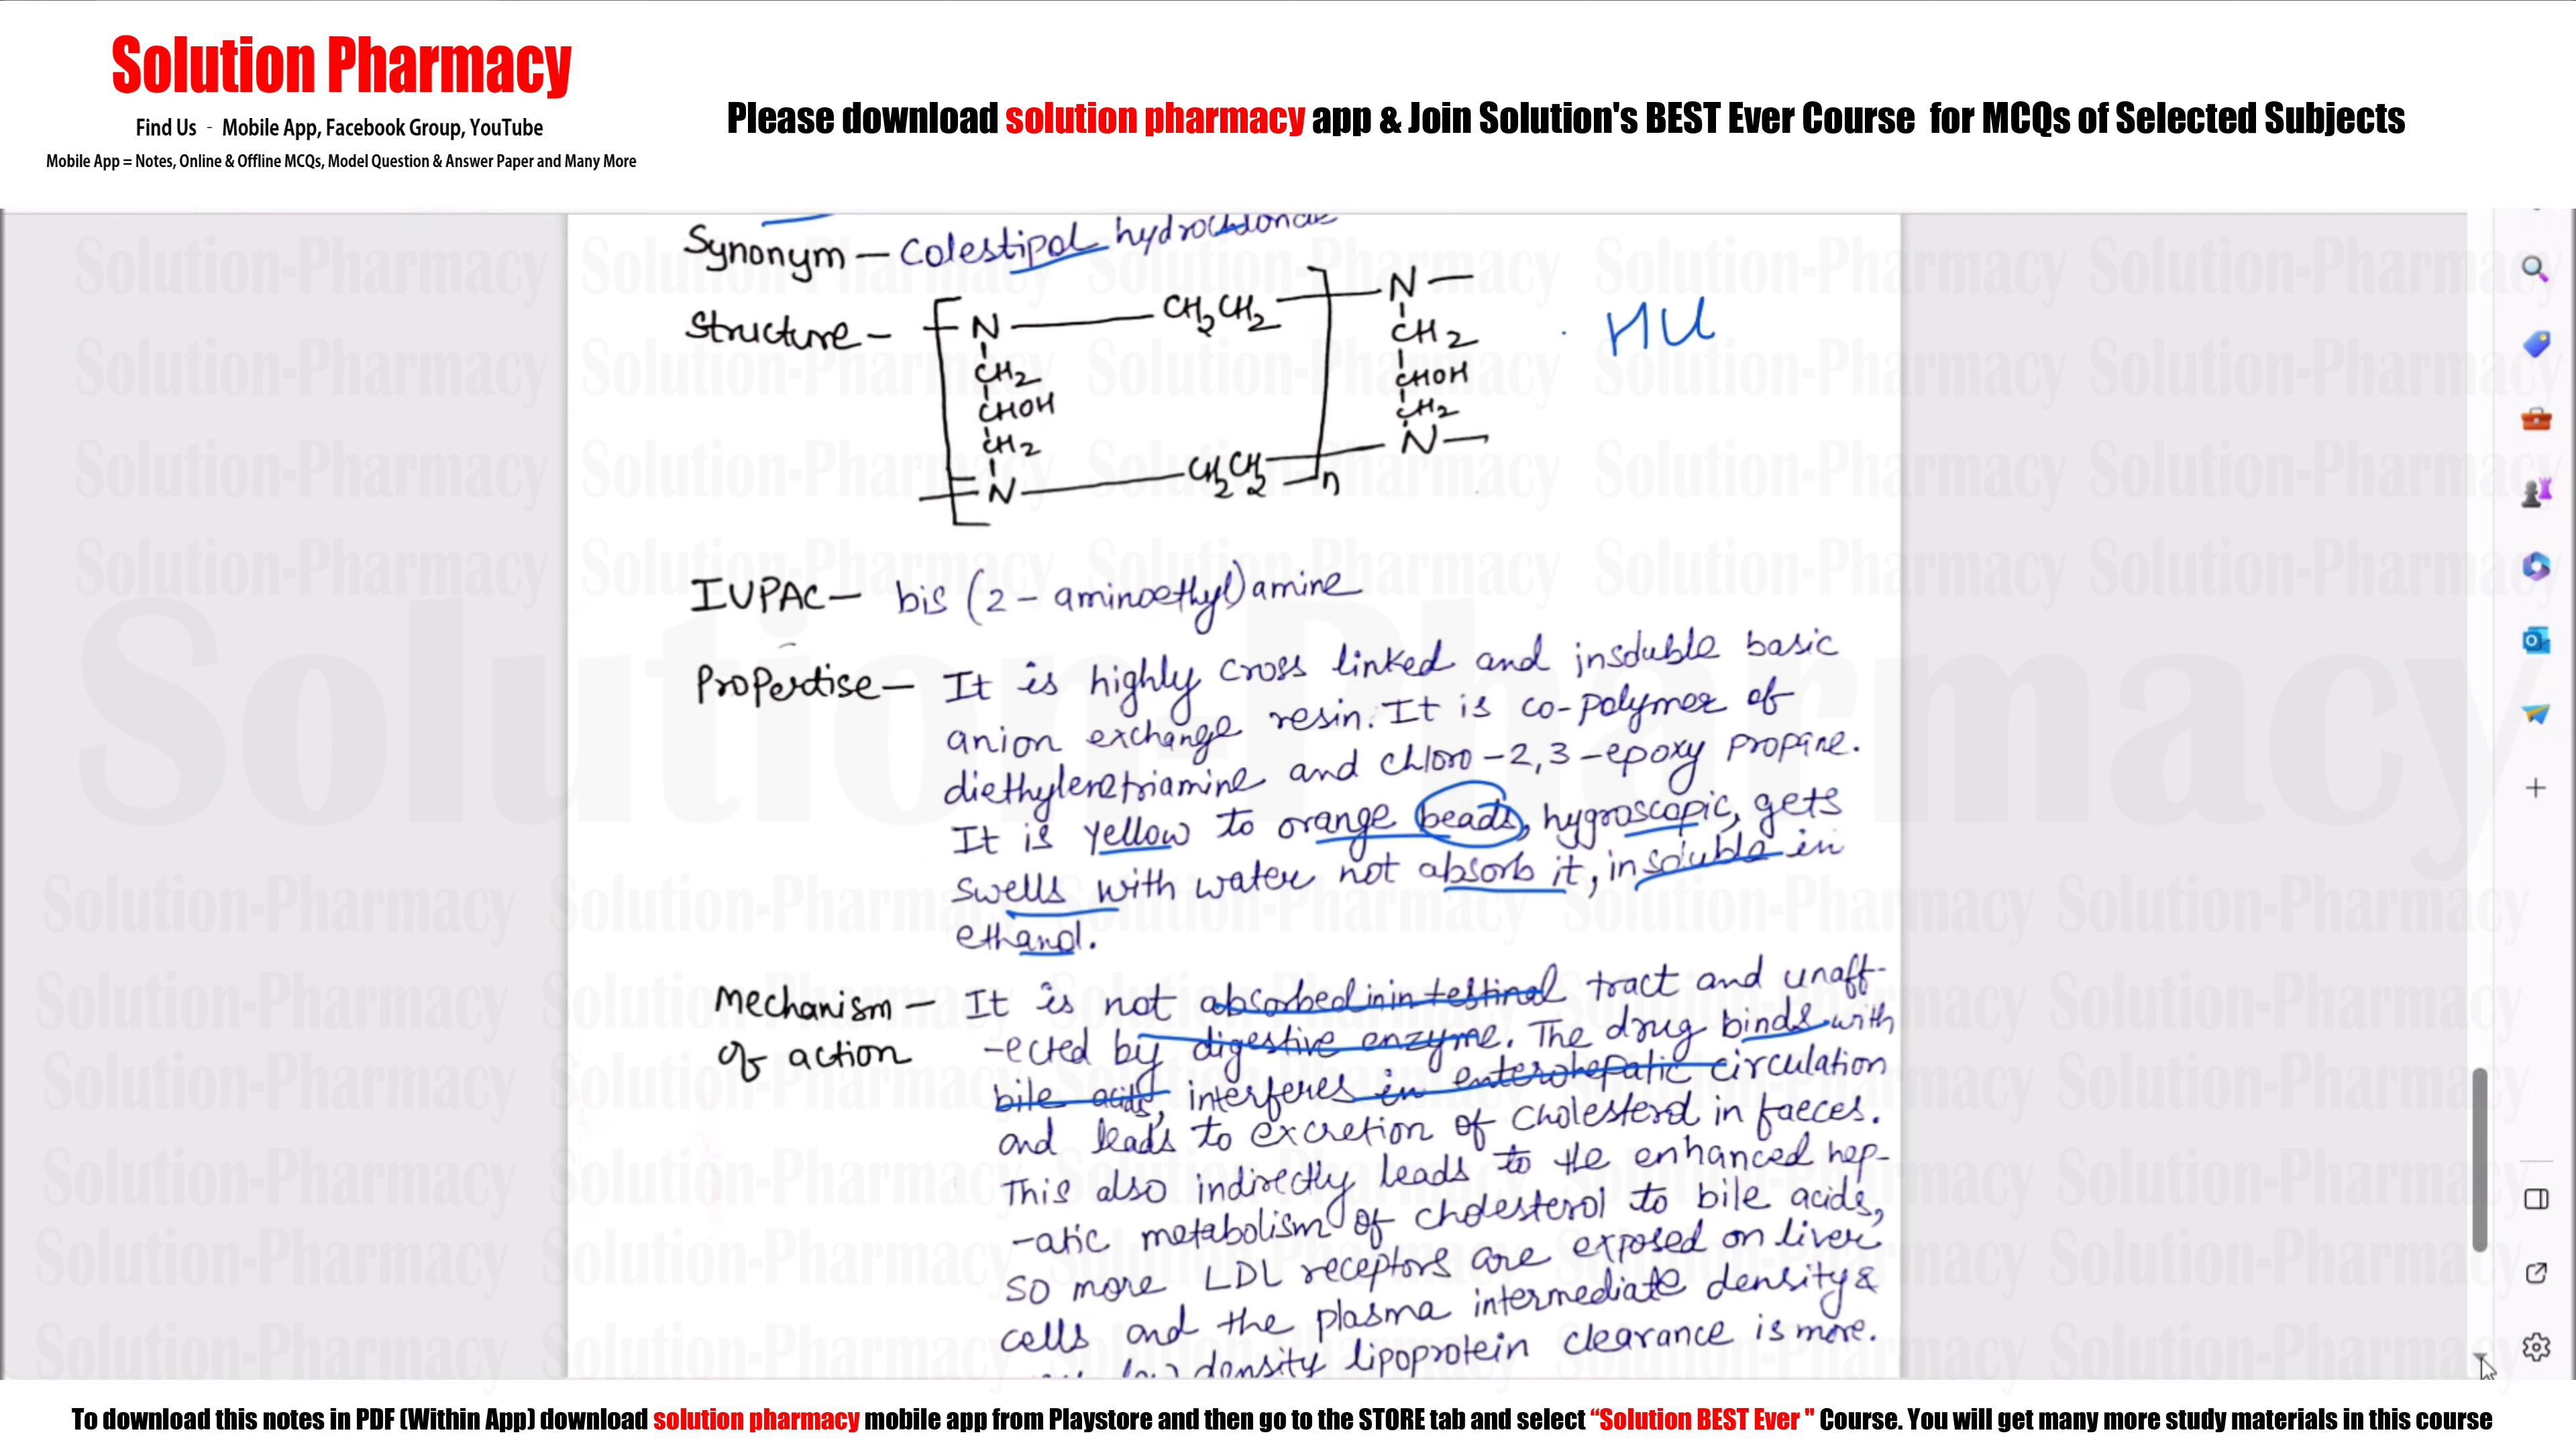 Solution Pharmacy
Find Us - Mobile App, Facebook Group, YouTube
Mobile App = Notes, Online & Offline MCQs, Model Question & Answer Paper and Many More
Please download solution pharmacy app & Join Solution's BEST Ever Course for MCQs of Selected Subjects
Synonym — Colestipol hydrochloride
Structure —
N — CH2CH2 — N —
CH2 CH2
CHOH CHOH
CH2 CH2
N — CH2CH2 — n N —
IUPAC — bis (2 - aminoethyl) amine
Propertise — It is highly cross linked and insoluble basic
anion exchange resin. It is co-polymer of
diethylenetriamine and chloro-2,3-epoxy propane.
It is yellow to orange beads, hygroscopic, gets
swells with water not absorb it, insoluble in
ethanol.
Mechanism — It is not absorbed in intestinal tract and unaff-
of action -ected by digestive enzyme. The drug binds with
bile acids, interferes in enterohepatic circulation
and leads to excretion of cholesterol in faeces.
This also indirectly leads to the enhanced hep-
-atic metabolism of cholesterol to bile acids,
so more LDL receptors are exposed on liver
cells and the plasma intermediate density &
density lipoprotein clearance is more.
Solution-Pharmacy
To download this notes in PDF (Within App) download solution pharmacy mobile app from Playstore and then go to the STORE tab and select “Solution BEST Ever " Course. You will get many more study materials in this course